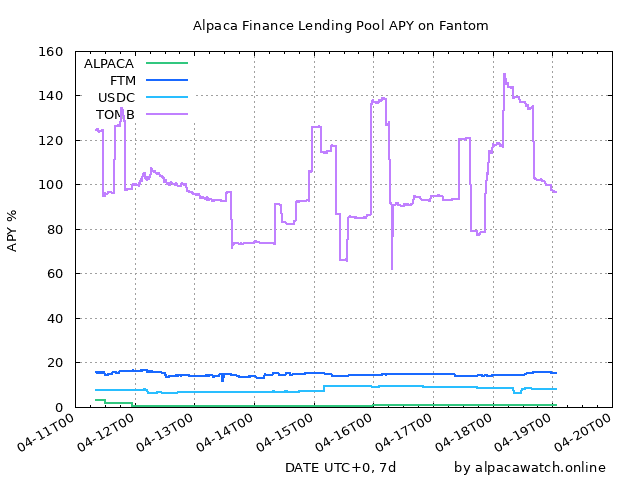 Alpaca Finance Lending Pool APY on Fantom
160
140
120
100
80
60
40
20
0
APY %
ALPACA
FTM
USDC
TOMB
04-11T00
04-12T00
04-13T00
04-14T00
04-15T00
04-16T00
04-17T00
04-18T00
04-19T00
04-20T00
DATE UTC+0, 7d
by alpacawatch.online